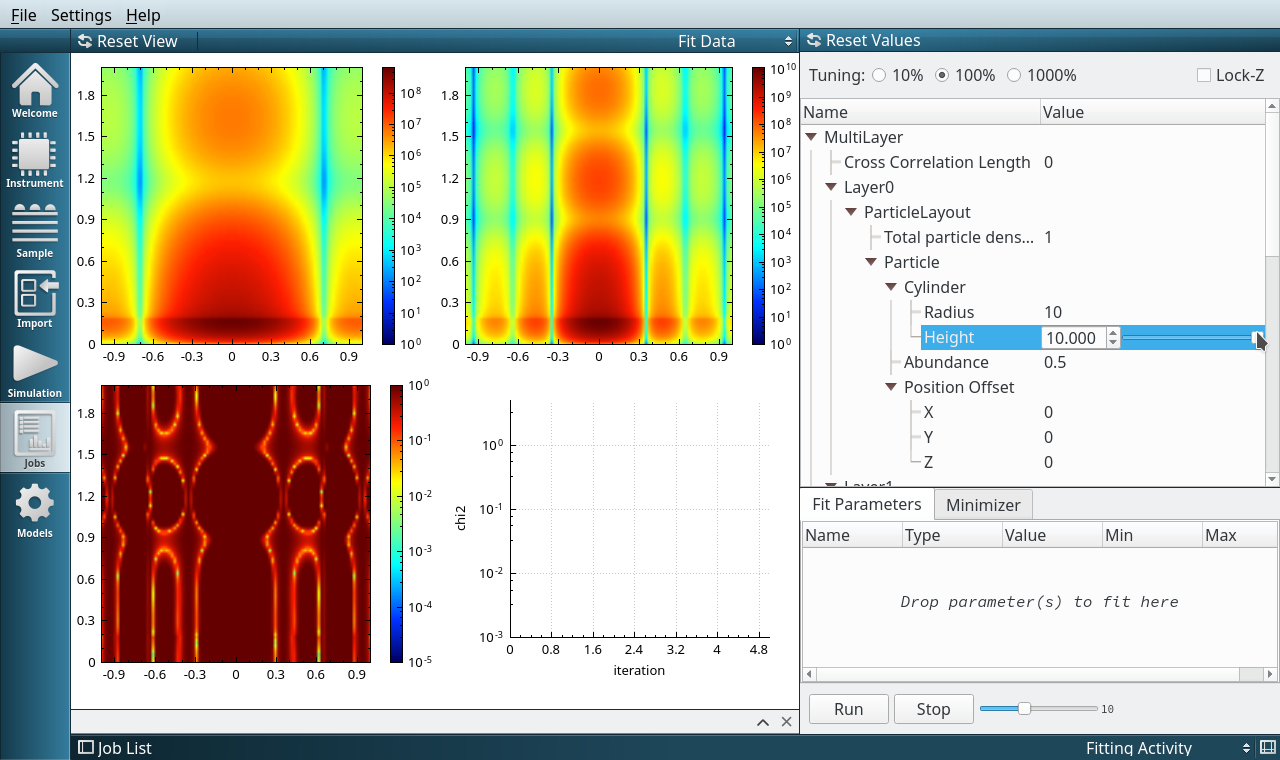 File Settings Help
Reset View Fit Data Reset Values
Welcome
Instrument
Sample
Import
Simulation
Jobs
Models
1.8
1.5
1.2
0.9
0.6
0.3
0
-0.9 -0.6 -0.3 0 0.3 0.6 0.9
10^8
10^7
10^6
10^5
10^4
10^3
10^2
10^1
10^0
1.8
1.5
1.2
0.9
0.6
0.3
0
-0.9 -0.6 -0.3 0 0.3 0.6 0.9
10^10
10^9
10^8
10^7
10^6
10^5
10^4
10^3
10^2
10^1
10^0
1.8
1.5
1.2
0.9
0.6
0.3
0
-0.9 -0.6 -0.3 0 0.3 0.6 0.9
10^0
10^-1
10^-2
10^-3
10^-4
10^-5
chi2
10^0
10^-1
10^-2
10^-3
0 0.8 1.6 2.4 3.2 4 4.8
iteration
Tuning: 10% 100% 1000% Lock-Z
Name Value
MultiLayer
Cross Correlation Length 0
Layer0
ParticleLayout
Total particle dens... 1
Particle
Cylinder
Radius 10
Height 10.000
Abundance 0.5
Position Offset
X 0
Y 0
Z 0
Layer1
Fit Parameters Minimizer
Name Type Value Min Max
Drop parameter(s) to fit here
Run Stop 10
Job List Fitting Activity